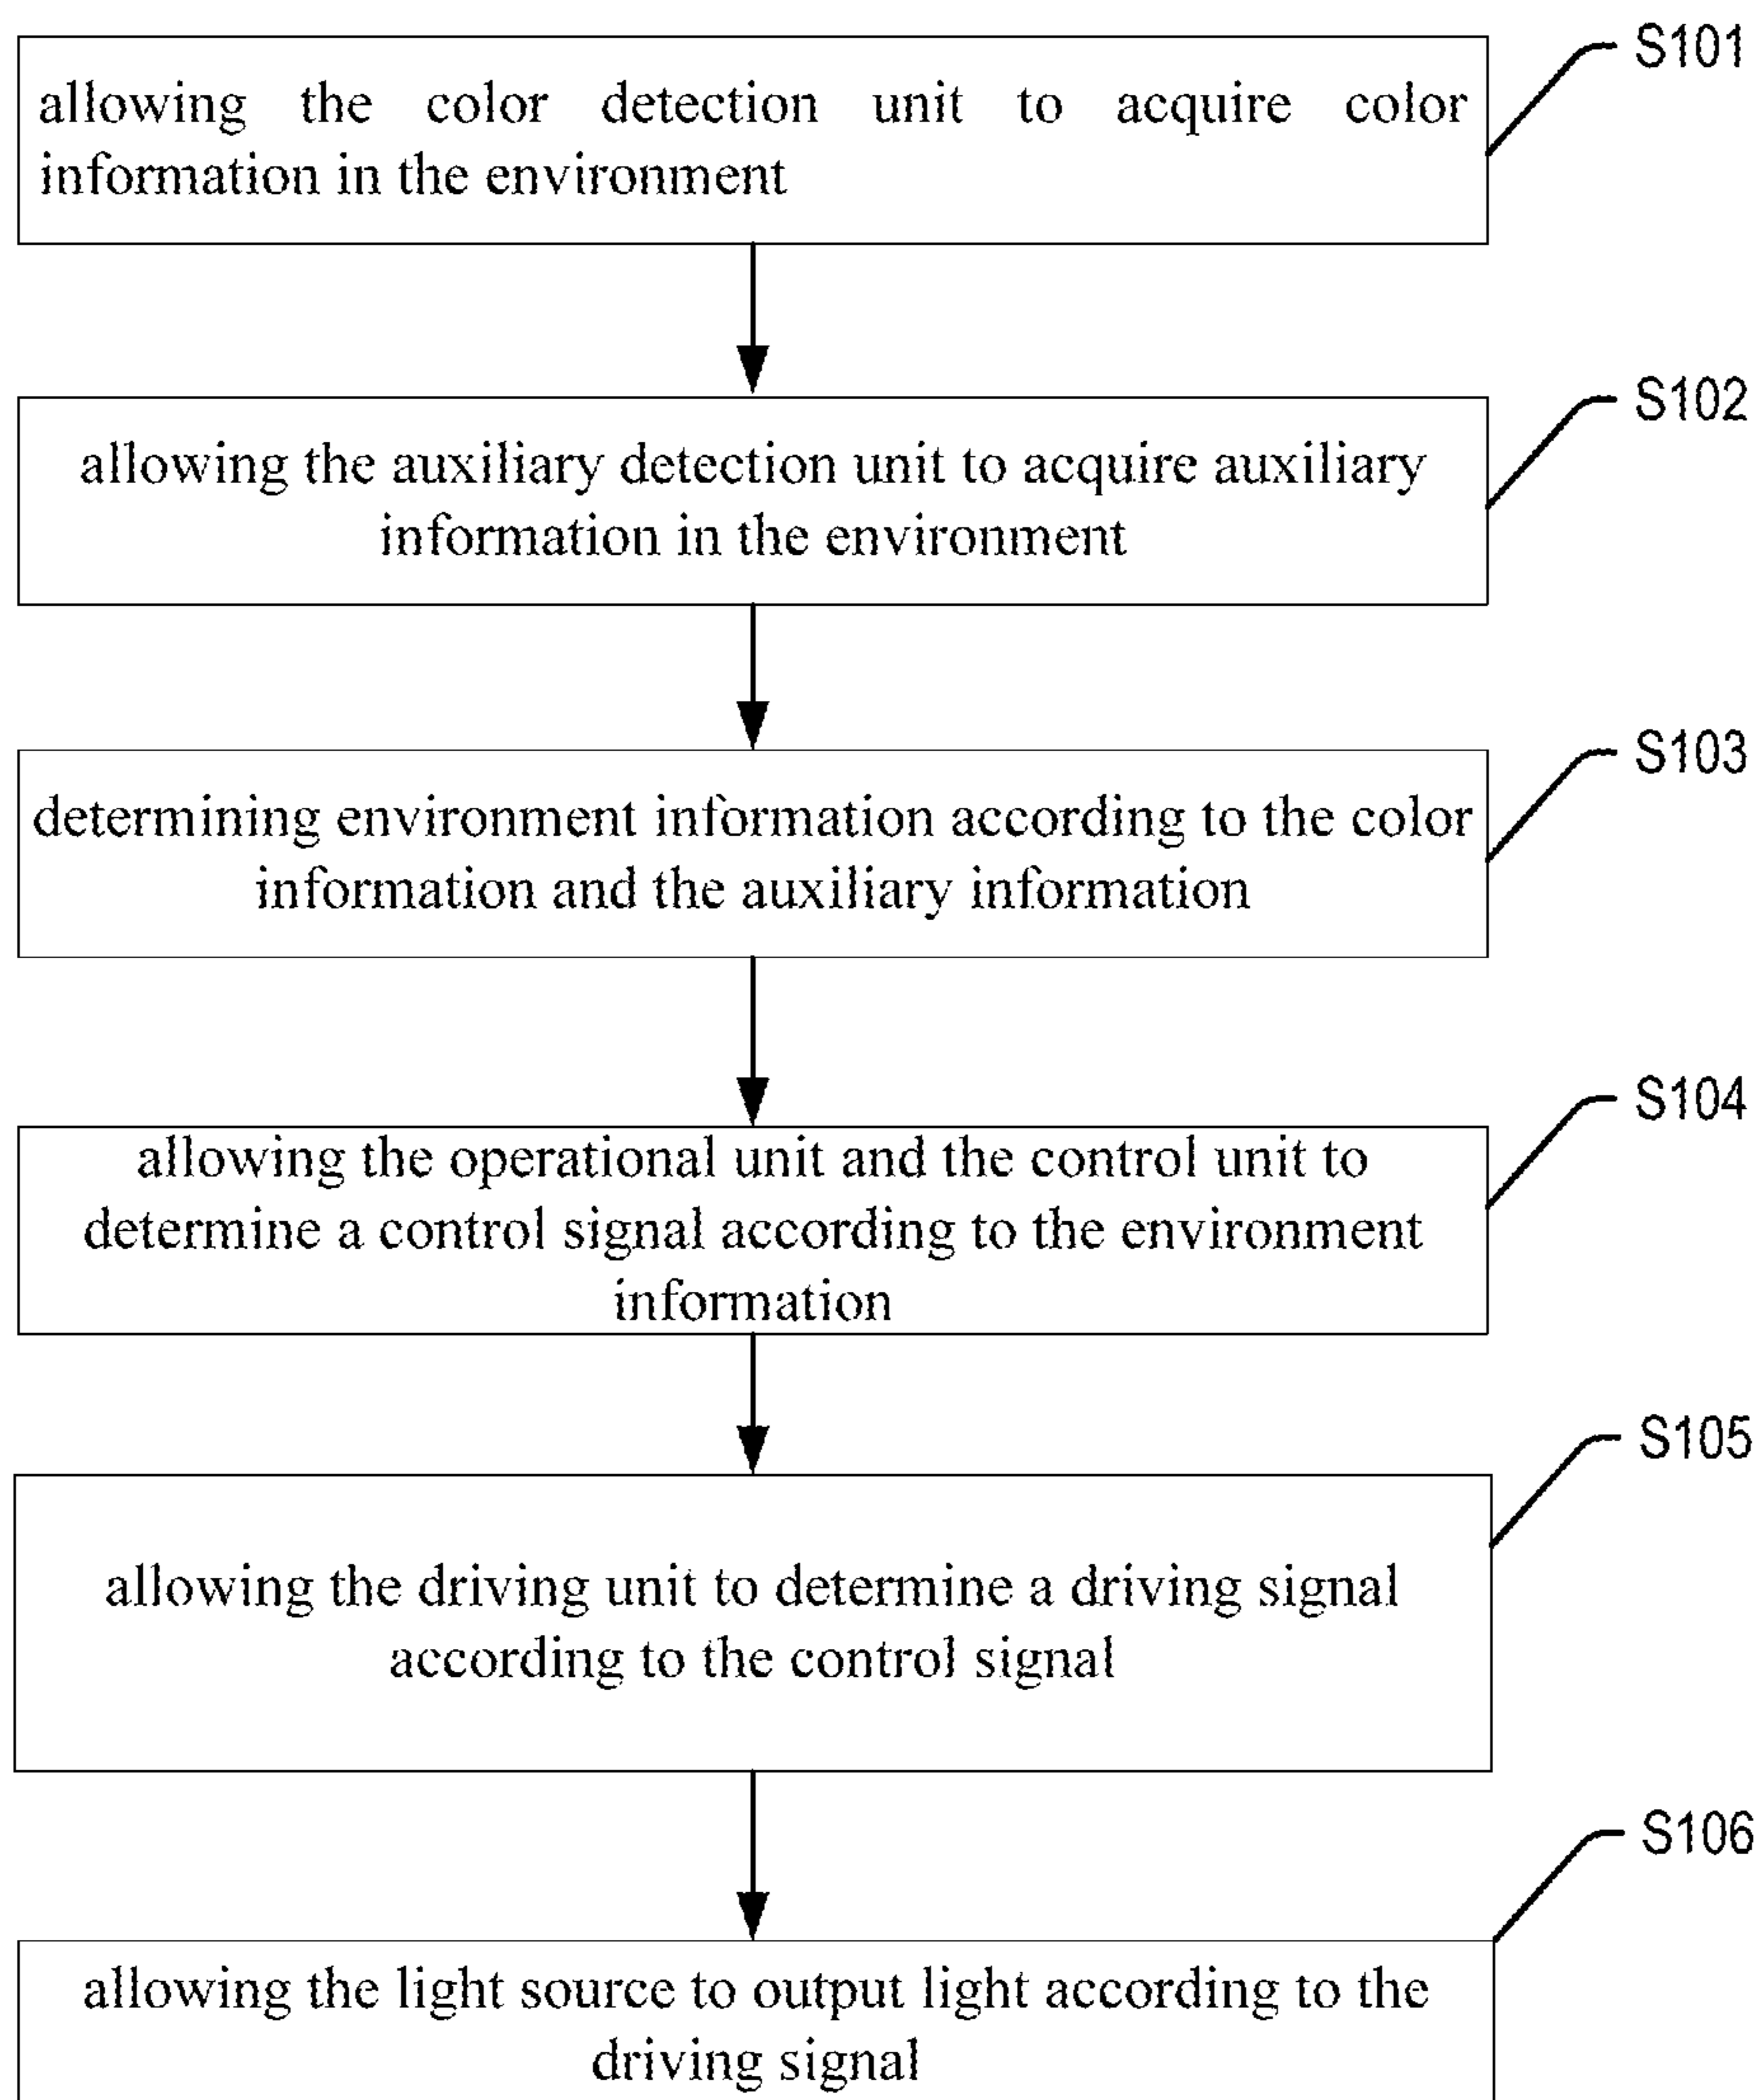 S101
allowing the color detection unit to acquire color
information in the environment
S102
allowing the auxiliary detection unit to acquire auxiliary
information in the environment
S103
determining environment information according to the color
information and the auxiliary information
S104
allowing the operational unit and the control unit to
determine a control signal according to the environment
information
S105
allowing the driving unit to determine a driving signal
according to the control signal
S106
allowing the light source to output light according to the
driving signal